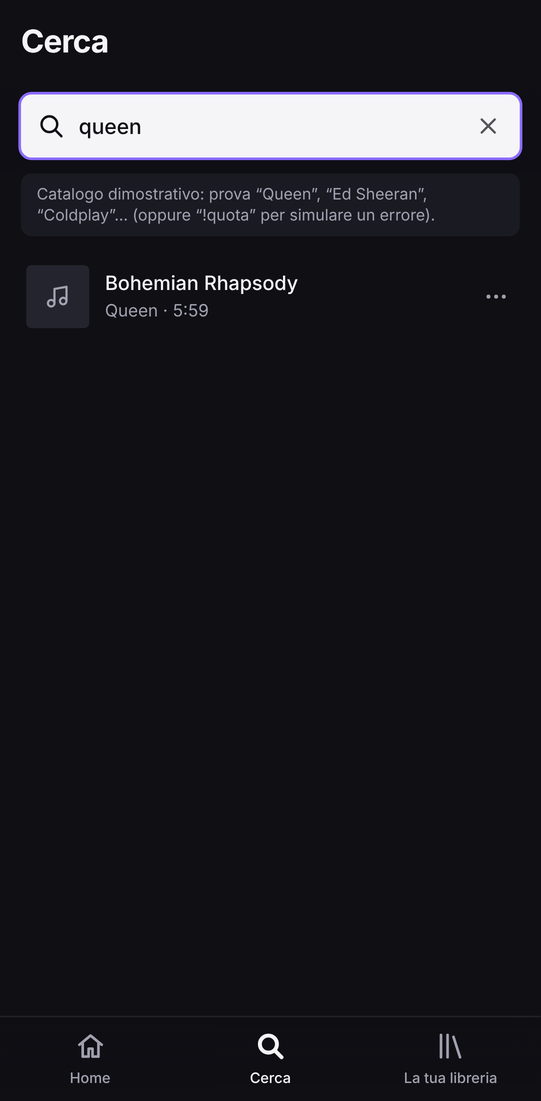 Cerca
queen
Catalogo dimostrativo: prova “Queen”, “Ed Sheeran”,
“Coldplay”… (oppure “!quota” per simulare un errore).
Bohemian Rhapsody
Queen · 5:59
Home
Cerca
La tua libreria